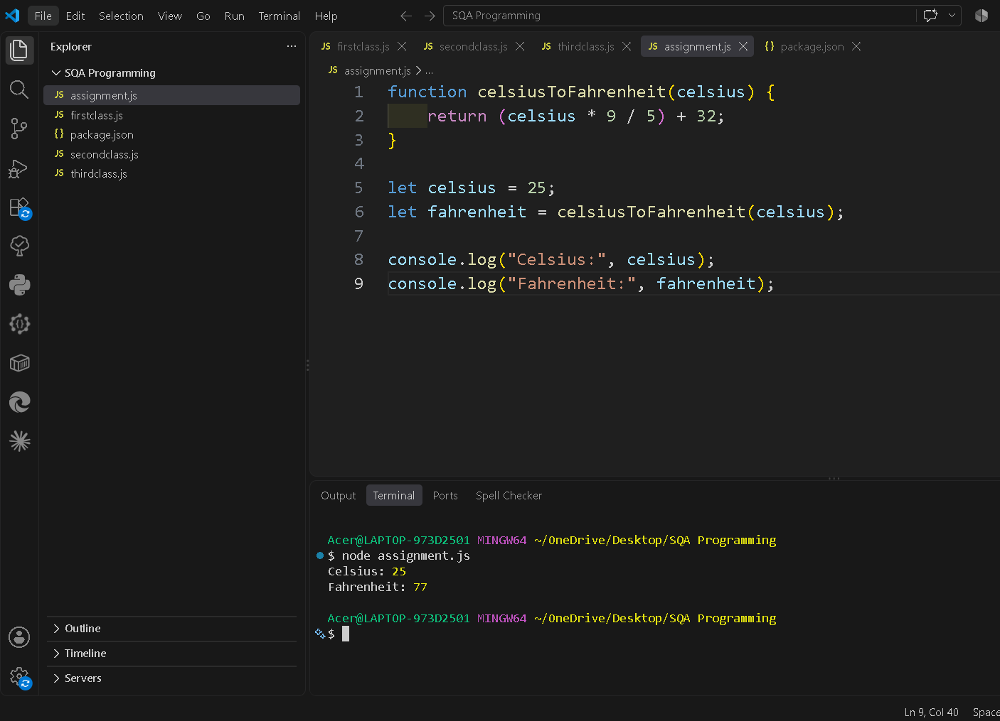 File Edit Selection View Go Run Terminal Help
SQA Programming
Explorer
SQA Programming
JS assignment.js
JS firstclass.js
{} package.json
JS secondclass.js
JS thirdclass.js
Outline
Timeline
Servers
JS firstclass.js JS secondclass.js JS thirdclass.js JS assignment.js {} package.json
JS assignment.js > ...
1 function celsiusToFahrenheit(celsius) {
2     return (celsius * 9 / 5) + 32;
3 }
4
5 let celsius = 25;
6 let fahrenheit = celsiusToFahrenheit(celsius);
7
8 console.log("Celsius:", celsius);
9 console.log("Fahrenheit:", fahrenheit);
Output Terminal Ports Spell Checker
Acer@LAPTOP-973D2501 MINGW64 ~/OneDrive/Desktop/SQA Programming
$ node assignment.js
Celsius: 25
Fahrenheit: 77
Acer@LAPTOP-973D2501 MINGW64 ~/OneDrive/Desktop/SQA Programming
$
Ln 9, Col 40 Space